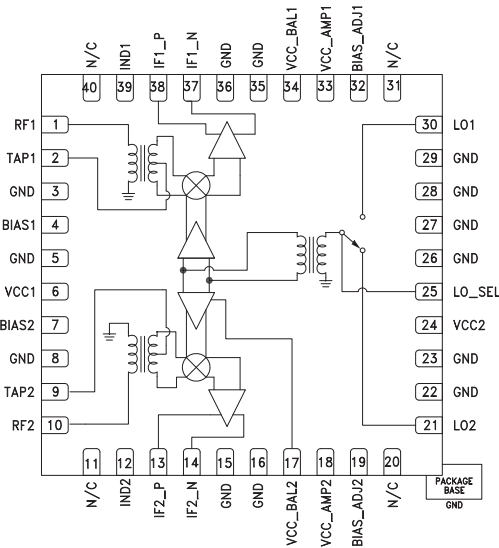 N/C
IND1
IF1_P
IF1_N
GND
GND
VCC_BAL1
VCC_AMP1
BIAS_ADJ1
N/C
40
39
38
37
36
35
34
33
32
31
RF1 1
TAP1 2
GND 3
BIAS1 4
GND 5
VCC1 6
BIAS2 7
GND 8
TAP2 9
RF2 10
30 LO1
29 GND
28 GND
27 GND
26 GND
25 LO_SEL
24 VCC2
23 GND
22 GND
21 LO2
11
12
13
14
15
16
17
18
19
20
N/C
IND2
IF2_P
IF2_N
GND
GND
VCC_BAL2
VCC_AMP2
BIAS_ADJ2
N/C
PACKAGE
BASE
GND